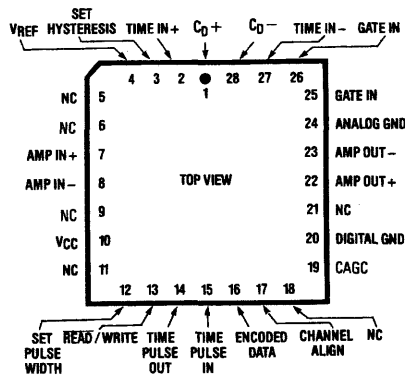 VREF
SET
HYSTERESIS
TIME IN+
CD+
CD−
TIME IN−
GATE IN
4 3 2 1 28 27 26
NC 5
NC 6
AMP IN+ 7
AMP IN− 8
NC 9
VCC 10
NC 11
TOP VIEW
25 GATE IN
24 ANALOG GND
23 AMP OUT−
22 AMP OUT+
21 NC
20 DIGITAL GND
19 CAGC
12 13 14 15 16 17 18
SET
PULSE
WIDTH
READ/WRITE
TIME
PULSE
OUT
TIME
PULSE
IN
ENCODED
DATA
CHANNEL
ALIGN
NC